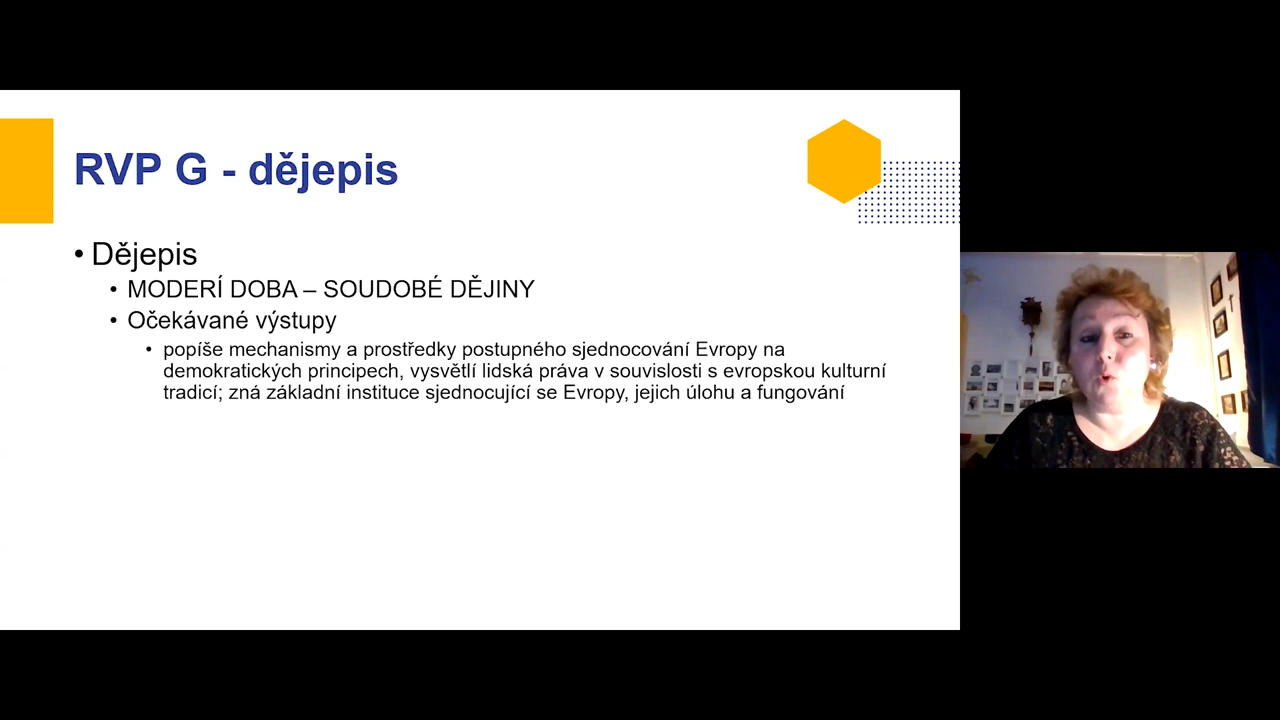 RVP G - dějepis
• Dějepis
• MODERÍ DOBA – SOUDOBÉ DĚJINY
• Očekávané výstupy
• popíše mechanismy a prostředky postupného sjednocování Evropy na
demokratických principech, vysvětlí lidská práva v souvislosti s evropskou kulturní
tradicí; zná základní instituce sjednocující se Evropy, jejich úlohu a fungování